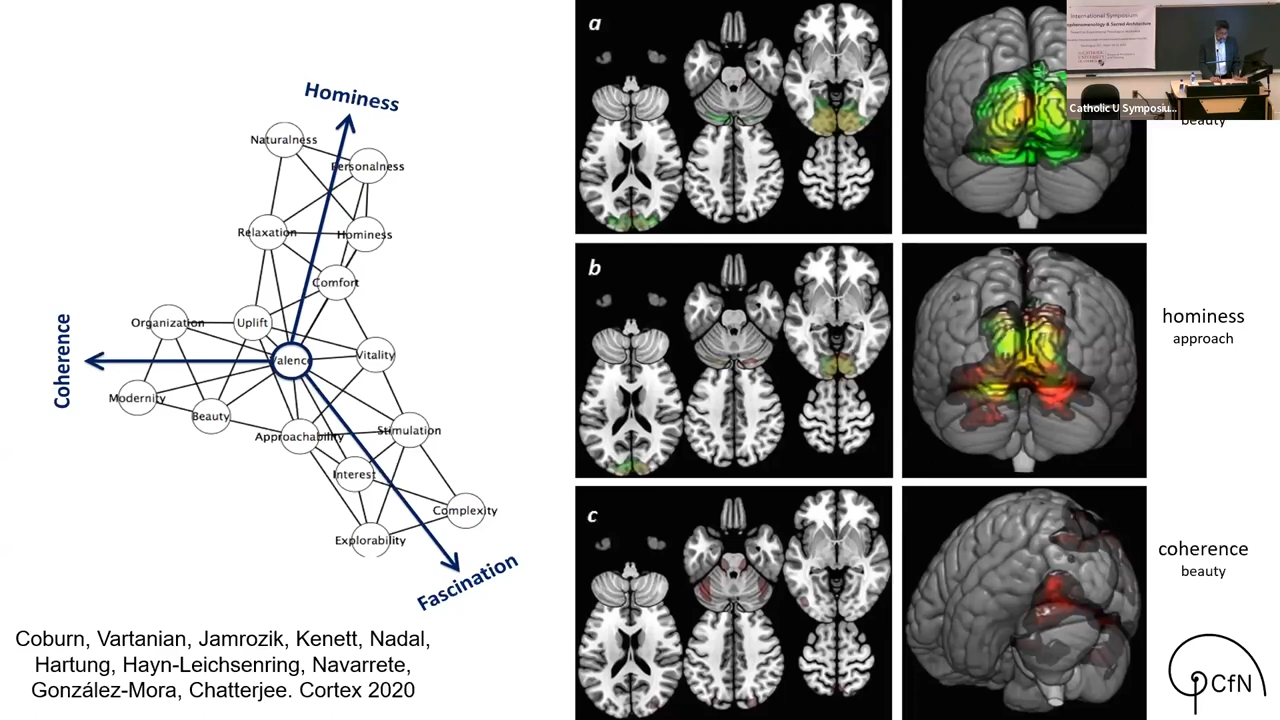 Hominess
Naturalness
Personalness
Relaxation
Hominess
Comfort
Organization
Uplift
Coherence
Valence
Vitality
Modernity
Beauty
Approachability
Stimulation
Interest
Complexity
Explorability
Fascination
Coburn, Vartanian, Jamrozik, Kenett, Nadal,
Hartung, Hayn-Leichsenring, Navarrete,
González-Mora, Chatterjee. Cortex 2020
a
b
c
International Symposium
Sacred Architecture
Catholic U Symposiu...
beauty
hominess
approach
coherence
beauty
CfN